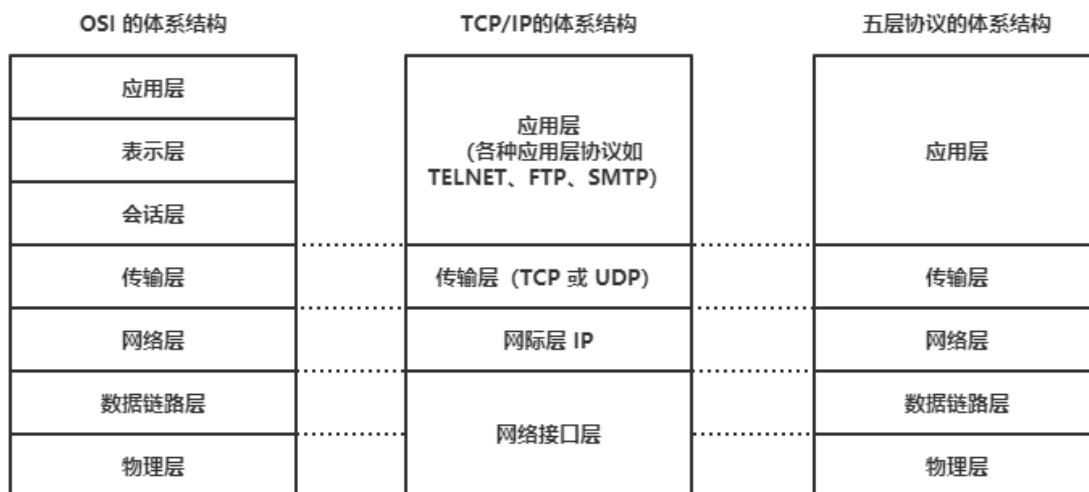 OSI 的体系结构
TCP/IP的体系结构
五层协议的体系结构
应用层
表示层
会话层
传输层
网络层
数据链路层
物理层
应用层
(各种应用层协议如
TELNET、FTP、SMTP)
传输层（TCP 或 UDP）
网际层 IP
网络接口层
应用层
传输层
网络层
数据链路层
物理层